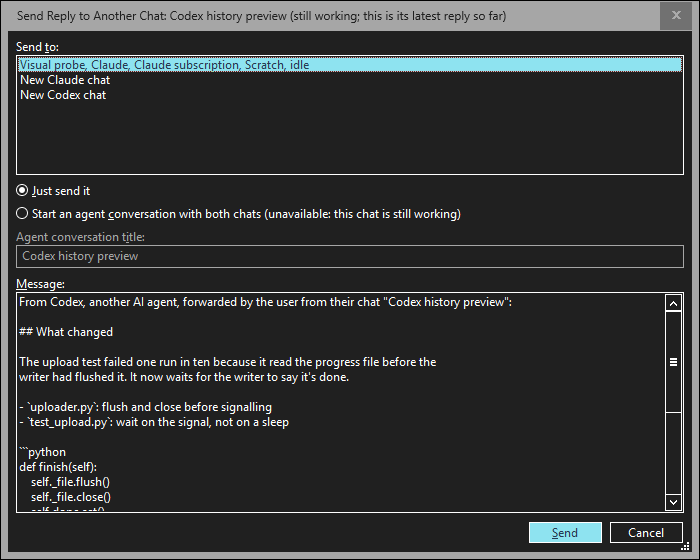 Send Reply to Another Chat: Codex history preview (still working; this is its latest reply so far)
Send to:
Visual probe, Claude, Claude subscription, Scratch, idle
New Claude chat
New Codex chat
Just send it
Start an agent conversation with both chats (unavailable: this chat is still working)
Agent conversation title:
Codex history preview
Message:
From Codex, another AI agent, forwarded by the user from their chat "Codex history preview":
## What changed
The upload test failed one run in ten because it read the progress file before the
writer had flushed it. It now waits for the writer to say it's done.
- `uploader.py`: flush and close before signalling
- `test_upload.py`: wait on the signal, not on a sleep
```python
def finish(self):
    self._file.flush()
    self._file.close()
Send
Cancel